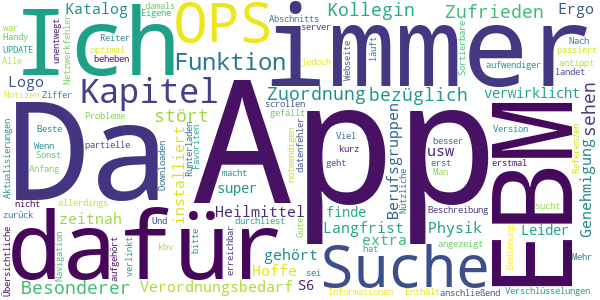 Ich
OPS
immer
Da
App
EBM
dafür
Suche
Kapitel
Funktion
Kollegin
Zufrieden
Katalog
Ergo
Logo
stört
Zuordnung
bezüglich
verwirklicht
sehen
Genehmigung
Berufsgruppen
installiert
super
Heilmittel
finde
usw
extra
Physik
Leider
Langfrist
zeitnah
gehört
Hoffe
S6
Besonderer
Verordnungsbedarf
damals
Eigene
Abschnitts
server
Nach
war
Handy
UPDATE
Alle
unentwegt
Reiter
optimal
beheben
Netzwerkfehler
jedoch
Webseite
läuft
Sortierbare
aufwendiger
passiert
antippt
landet
Notizen
Ziffer
Probleme
Beste
Wenn
Sonst
Anfang
partielle
Downloaden
Runterladen
Favoriten
gefällt
scrollen
datenfehler
notwendigen
Viel
kurz
geht
macht
besser
erst
Man
Version
erstmal
Beschreibung
Nützliche
Referenzen
Aktualisierungen
nicht
zurück
allerdings
Und
durchliest
Gute
erreichbar
bitte
kbv
verlinkt
aufgehört
Navigation
Übersichtliche
hat
sei
Informationen
Enthält
anschließend
angezeigt
sucht
Bedienung
Mehr
Verschlüsselungen